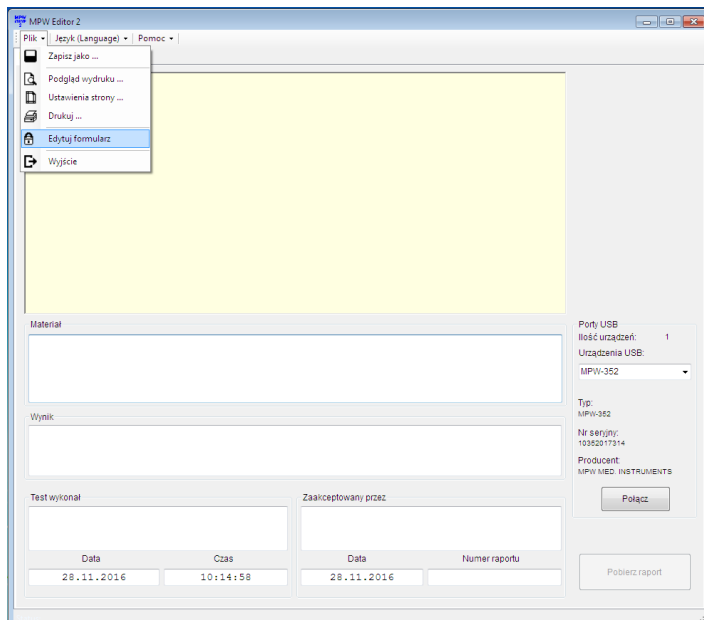 MPW Editor 2
Plik Język (Language) Pomoc
Zapisz jako ...
Podgląd wydruku ...
Ustawienia strony ...
Drukuj ...
Edytuj formularz
Wyjście
Materiał
Wynik
Test wykonał
Zaakceptowany przez
Data Czas Data Numer raportu
28.11.2016 10:14:58 28.11.2016
Porty USB
Ilość urządzeń: 1
Urządzenia USB:
MPW-352
Typ:
MPW-352
Nr seryjny:
10352017314
Producent:
MPW MED. INSTRUMENTS
Połącz
Pobierz raport